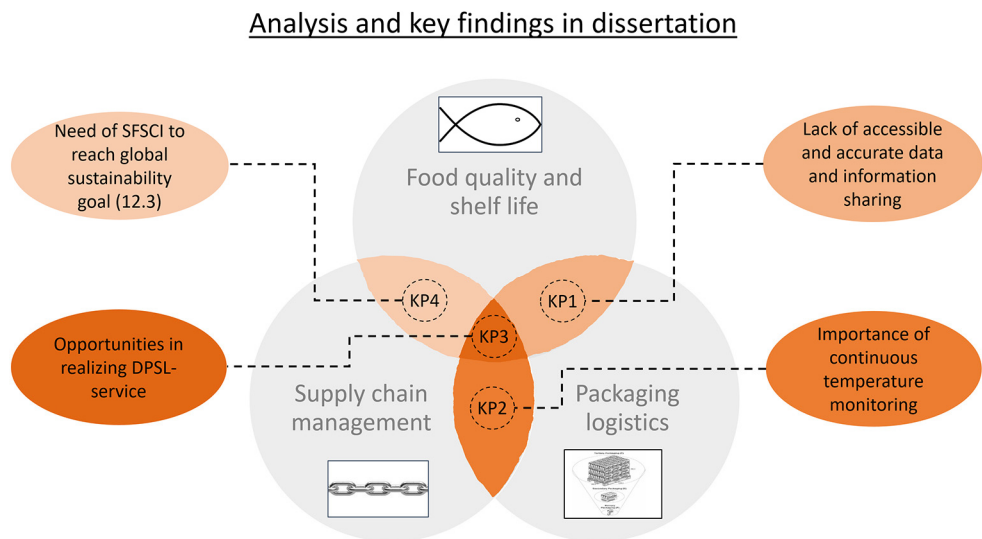 Analysis and key findings in dissertation
Need of SFSCI to
reach global
sustainability
goal (12.3)
Lack of accessible
and accurate data
and information
sharing
Food quality and
shelf life
KP4
KP1
KP3
Opportunities in
realizing DPSL-
service
Importance of
continuous
temperature
monitoring
Supply chain
management
KP2
Packaging
logistics